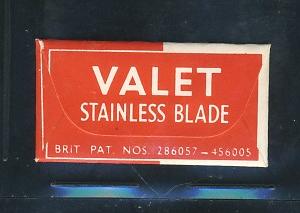 VALET
STAINLESS BLADE
BRIT. PAT. NOS. 286057 – 456005